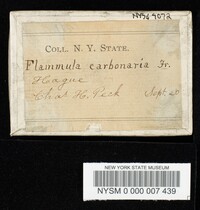 NYSf 9072
COLL. N. Y. STATE.
Flammula carbonaria Fr.
Hague
Chas H. Peck Sept.
NEW YORK STATE MUSEUM
NYSM 0 000 007 439